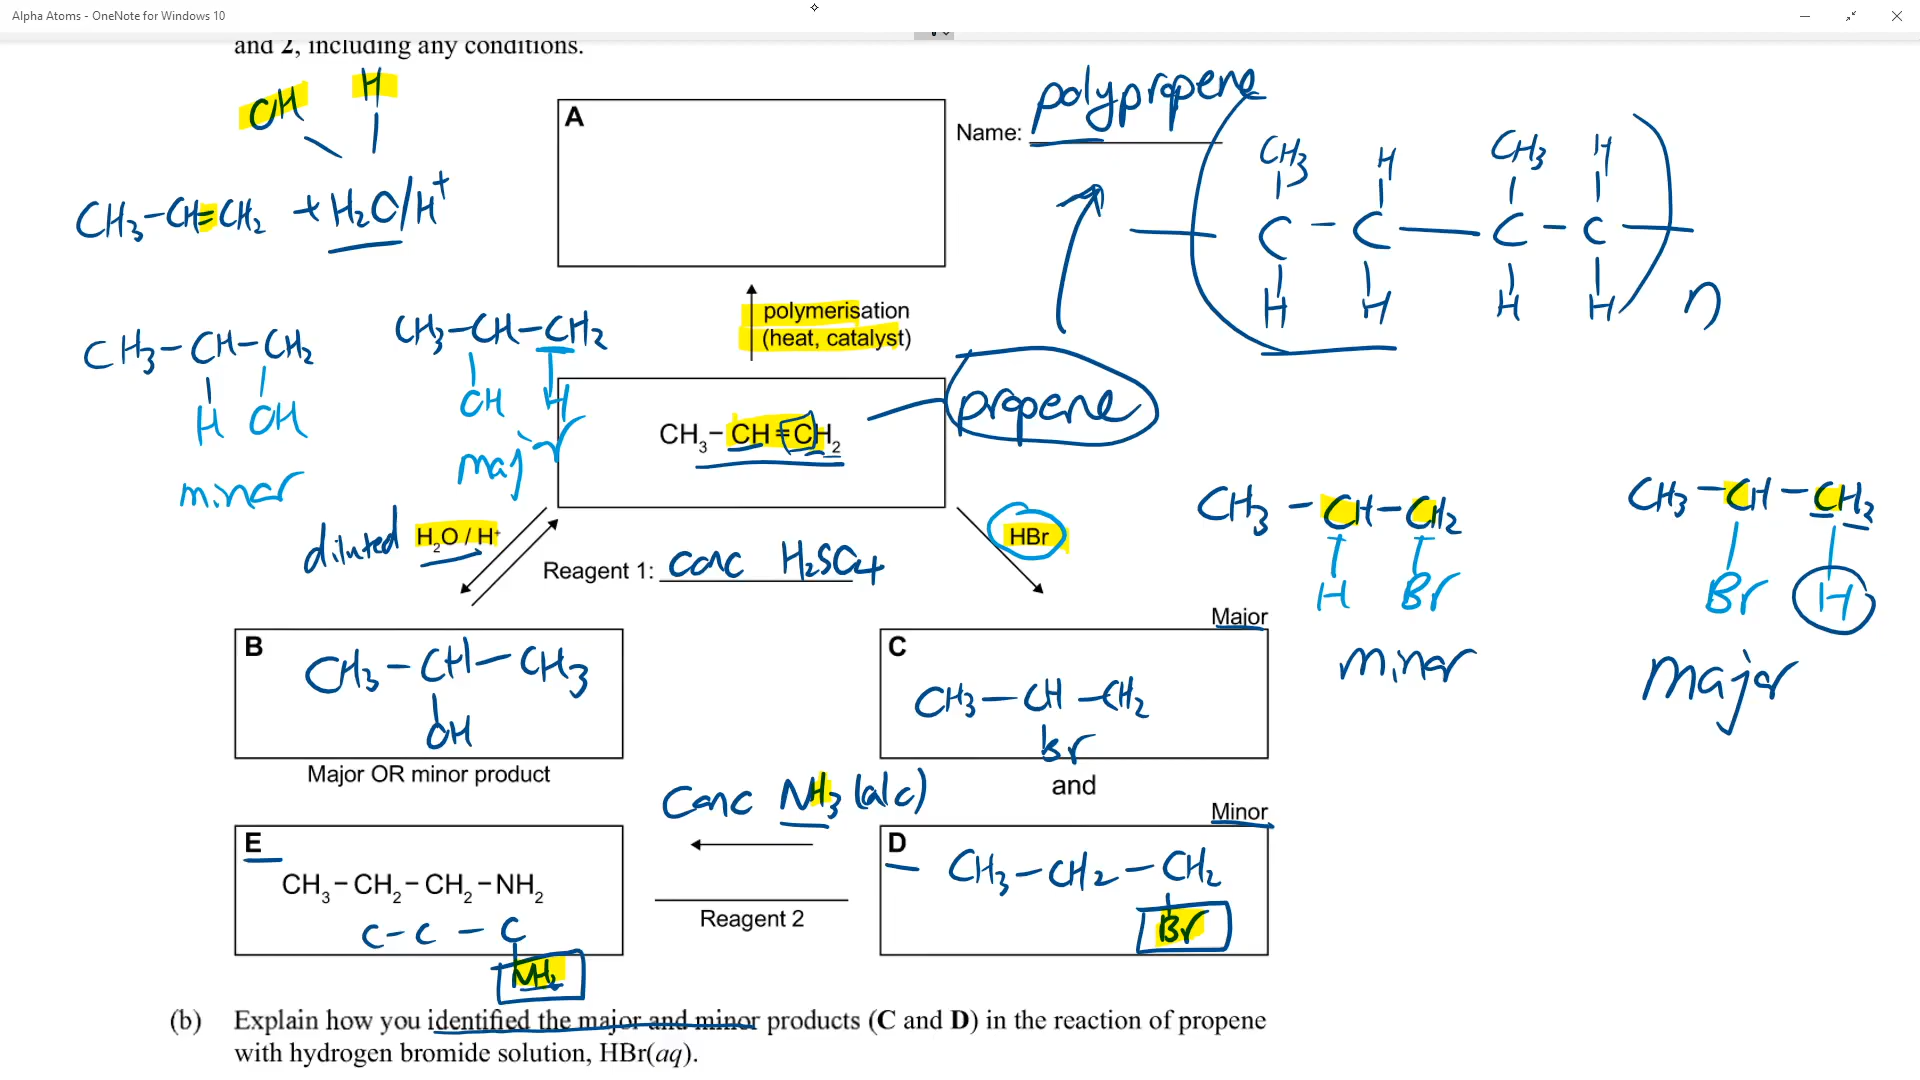 Alpha Atoms - OneNote for Windows 10
and 2, including any conditions.
OH H
CH3-CH=CH2 + H2O/H+
A
Name: polypropene
CH3 H CH3 H
C - C - C - C
H H H H n
polymerisation
(heat, catalyst)
CH3-CH-CH2
H OH
minor
CH3-CH-CH2
OH H
major
CH3-CH=CH2
propene
diluted H2O / H+
Reagent 1: conc H2SO4
HBr
CH3-CH-CH2
H Br
minor
CH3-CH-CH2
Br H
major
B
CH3-CH-CH3
OH
Major OR minor product
Major
C
CH3-CH-CH2
Br
and
Minor
D
CH3-CH2-CH2
Br
conc NH3 (alc)
Reagent 2
E
CH3-CH2-CH2-NH2
C-C-C
NH2
(b) Explain how you identified the major and minor products (C and D) in the reaction of propene
with hydrogen bromide solution, HBr(aq).